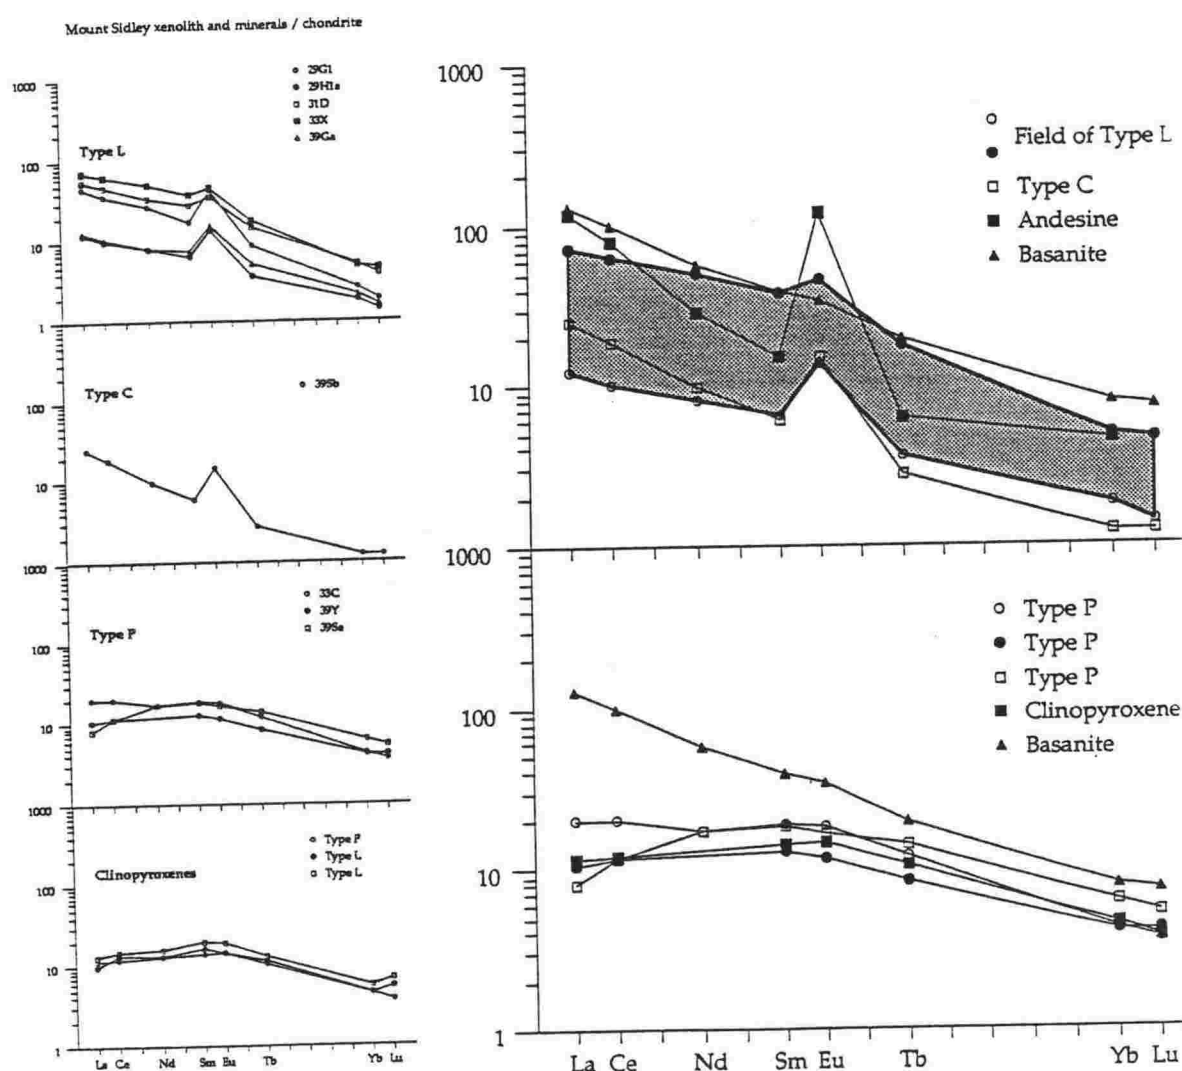 Mount Sidley xenolith and minerals / chondrite
29G1
29H1a
31D
33X
39Ga
1000
Type L
100
10
1
39Sb
Type C
100
10
1000
33C
39Y
39Sa
Type P
100
10
1000
Type P
Type L
Type L
Clinopyroxenes
100
10
1
La Ce Nd Sm Eu Tb Yb Lu
1000
Field of Type L
Type C
Andesine
Basanite
100
10
1000
Type P
Type P
Type P
Clinopyroxene
Basanite
100
10
1
La Ce Nd Sm Eu Tb Yb Lu